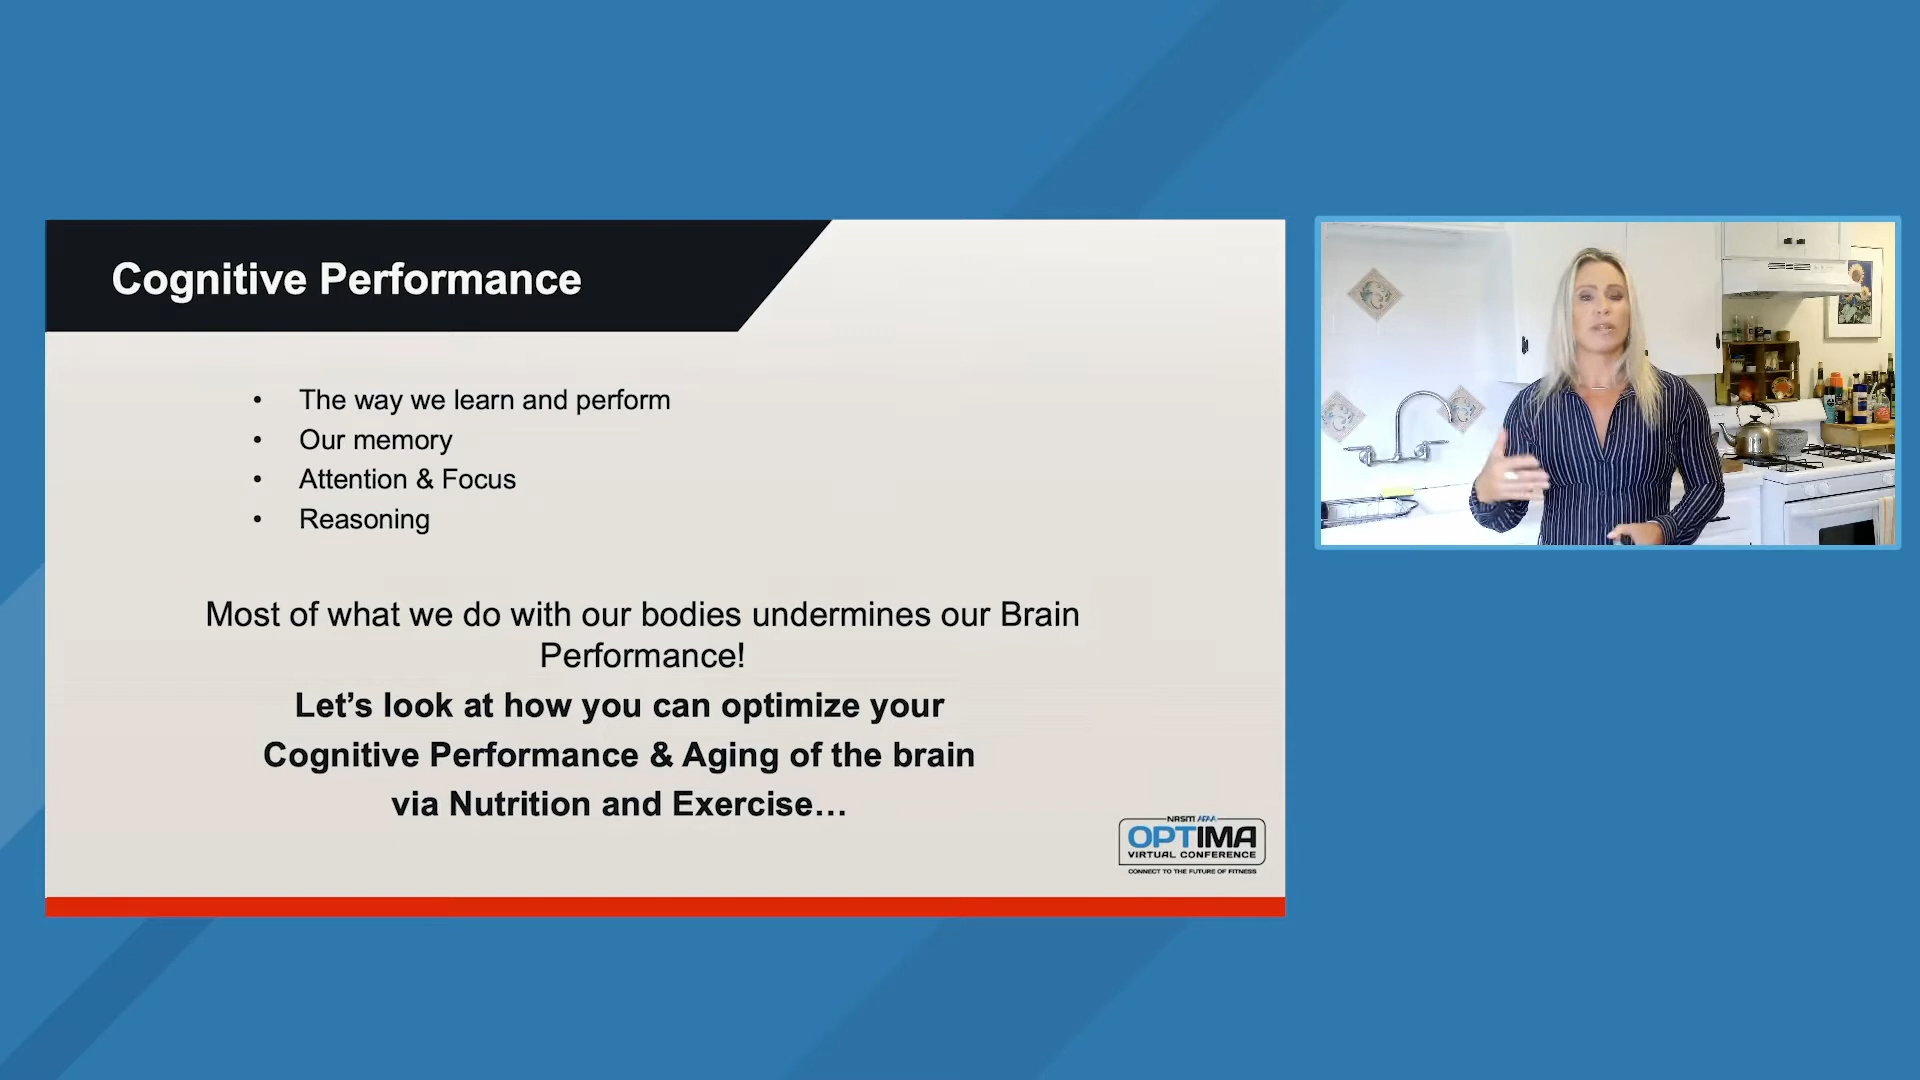 Cognitive Performance
• The way we learn and perform
• Our memory
• Attention & Focus
• Reasoning
Most of what we do with our bodies undermines our Brain
Performance!
Let’s look at how you can optimize your
Cognitive Performance & Aging of the brain
via Nutrition and Exercise…
NASM AFAA
OPTIMA
VIRTUAL CONFERENCE
CONNECT TO THE FUTURE OF FITNESS